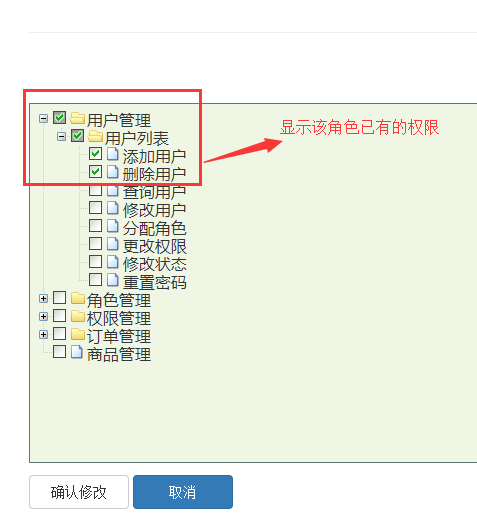 用户管理
用户列表
显示该角色已有的权限
添加用户
删除用户
查询用户
修改用户
分配角色
更改权限
修改状态
重置密码
角色管理
权限管理
订单管理
商品管理
确认修改 取消